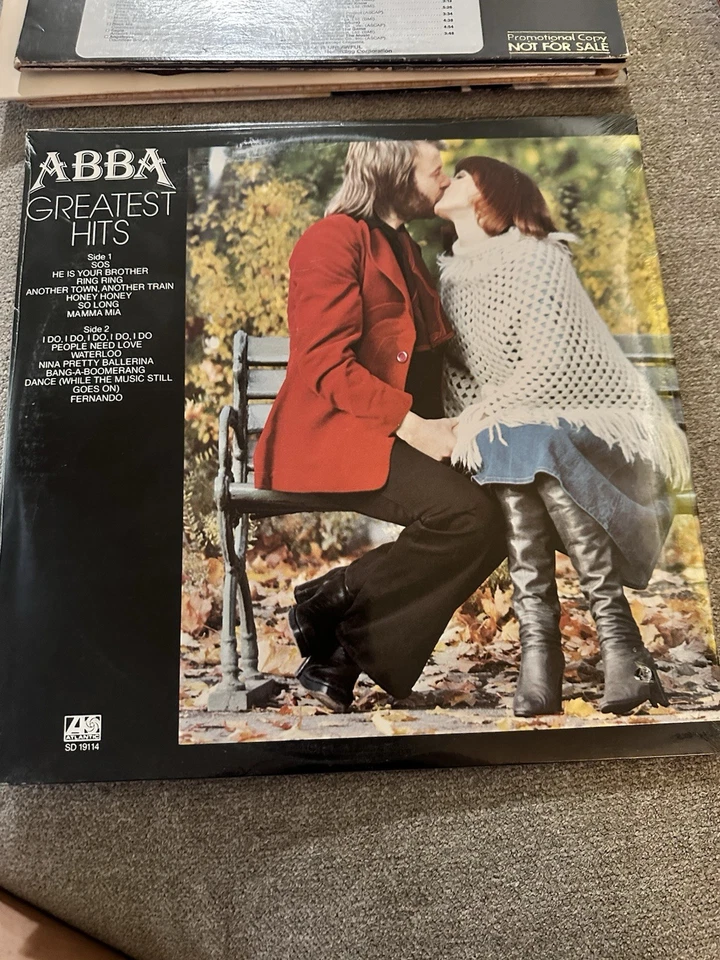 Promotional Copy
NOT FOR SALE
ABBA
GREATEST
HITS
Side 1
SOS
HE IS YOUR BROTHER
RING RING
ANOTHER TOWN, ANOTHER TRAIN
HONEY HONEY
SO LONG
MAMMA MIA
Side 2
I DO, I DO, I DO, I DO, I DO
PEOPLE NEED LOVE
WATERLOO
NINA PRETTY BALLERINA
BANG-A-BOOMERANG
DANCE (WHILE THE MUSIC STILL
GOES ON)
FERNANDO
ATLANTIC
SD 19114